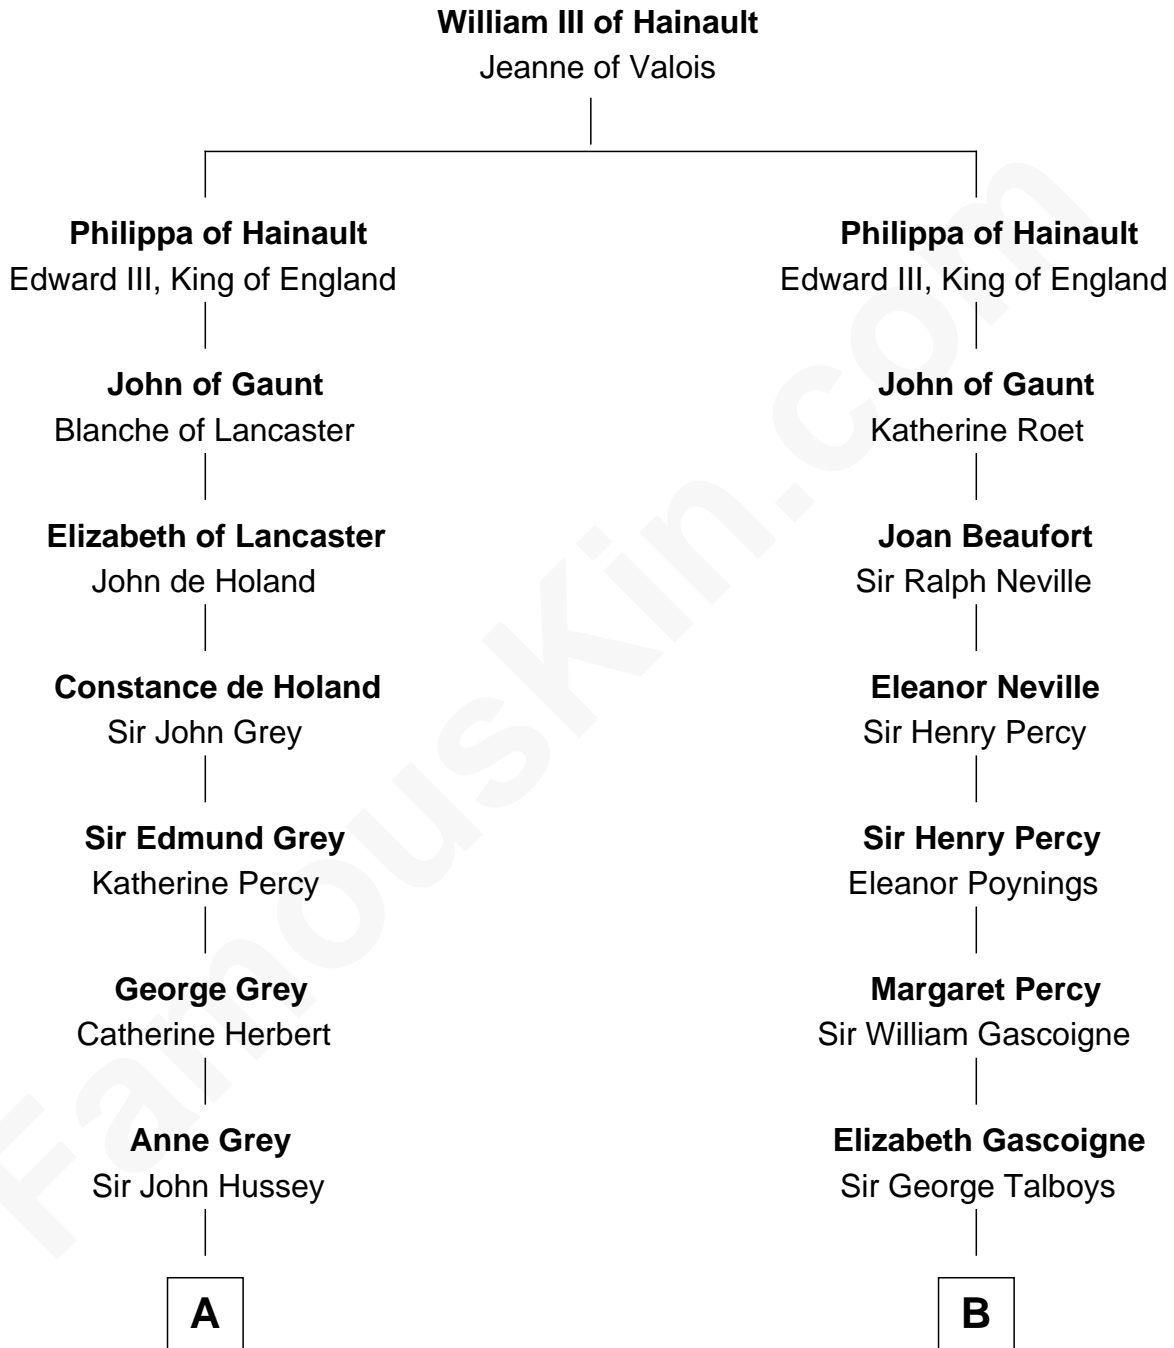 William III of Hainault
Jeanne of Valois
Philippa of Hainault
Edward III, King of England
Philippa of Hainault
Edward III, King of England
John of Gaunt
Blanche of Lancaster
John of Gaunt
Katherine Roet
Elizabeth of Lancaster
John de Holand
Joan Beaufort
Sir Ralph Neville
Constance de Holand
Sir John Grey
Eleanor Neville
Sir Henry Percy
Sir Edmund Grey
Katherine Percy
Sir Henry Percy
Eleanor Poynings
George Grey
Catherine Herbert
Margaret Percy
Sir William Gascoigne
Anne Grey
Sir John Hussey
Elizabeth Gascoigne
Sir George Talboys
A
B
FamousKin.com